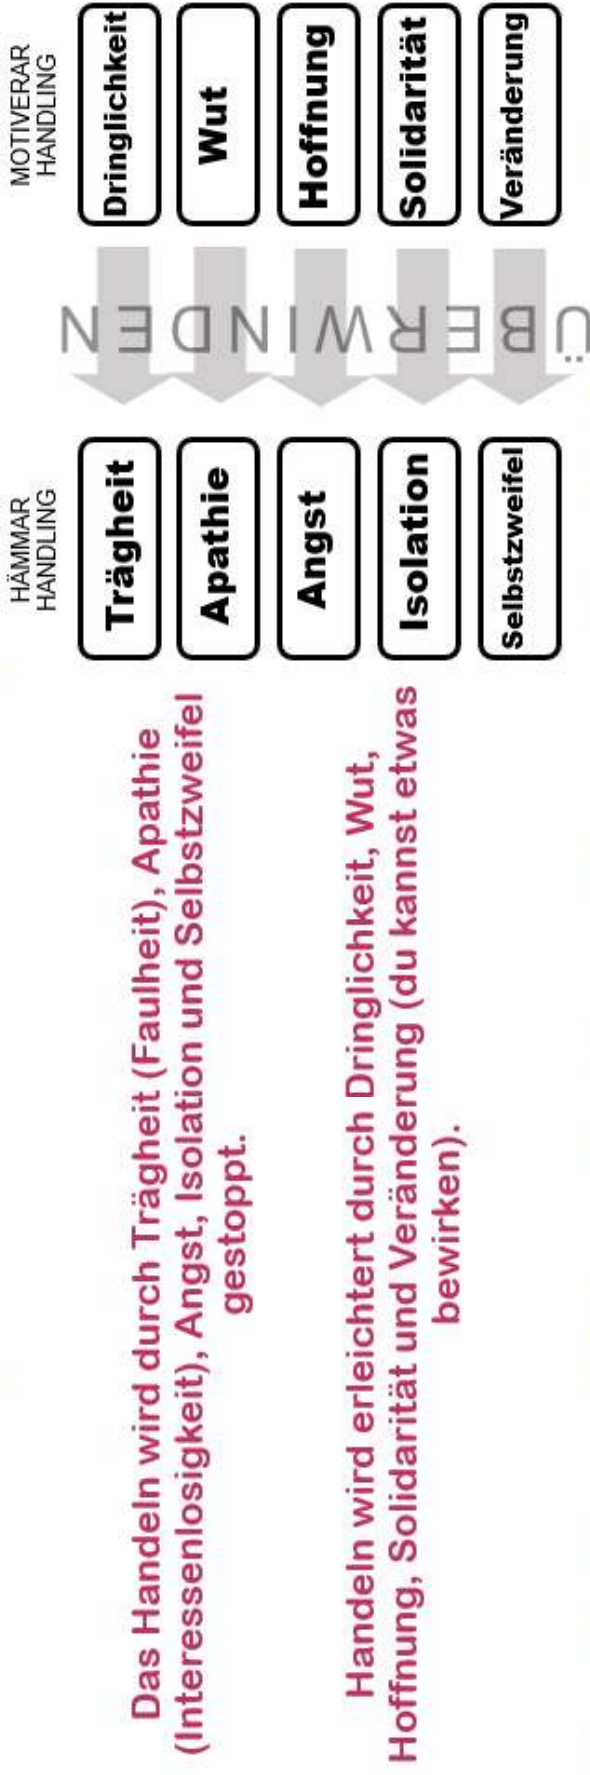 Das Handeln wird durch Trägheit (Faulheit), Apathie
(Interessenlosigkeit), Angst, Isolation und Selbstzweifel
gestoppt.
Handeln wird erleichtert durch Dringlichkeit, Wut,
Hoffnung, Solidarität und Veränderung (du kannst etwas
bewirken).
HÄMMAR
HANDLING
Trägheit
Apathie
Angst
Isolation
Selbstzweifel
ÜBERWINDEN
MOTIVERAR
HANDLING
Dringlichkeit
Wut
Hoffnung
Solidarität
Veränderung